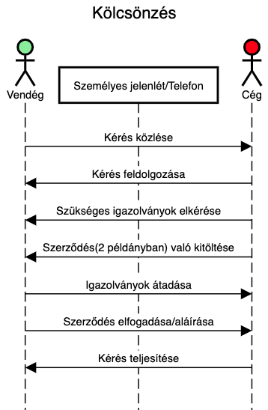 Kölcsönzés
Vendég
Személyes jelenlét/Telefon
Cég
Kérés közlése
Kérés feldolgozása
Szükséges igazolványok elkérése
Szerződés(2 példányban) való kitöltése
Igazolványok átadása
Szerződés elfogadása/aláírása
Kérés teljesítése